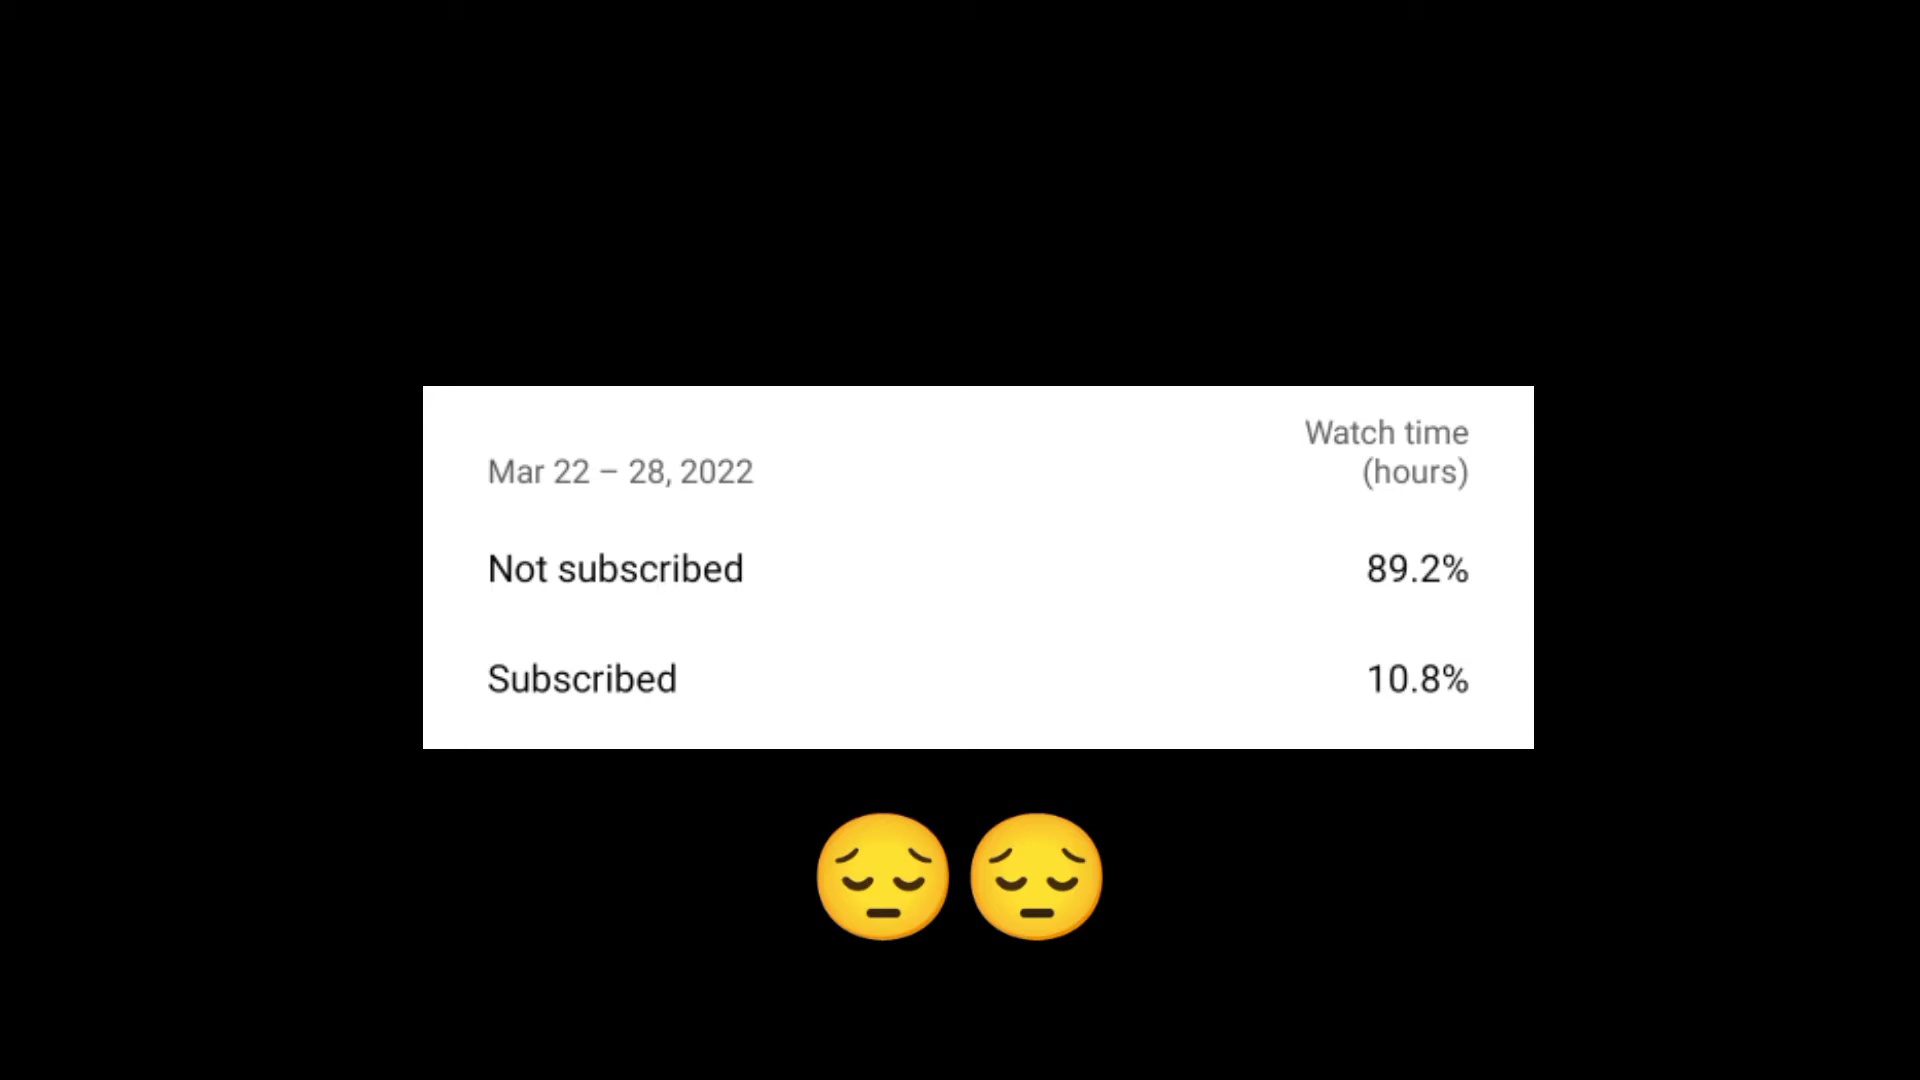 Watch time
Mar 22 – 28, 2022 (hours)
Not subscribed 89.2%
Subscribed 10.8%